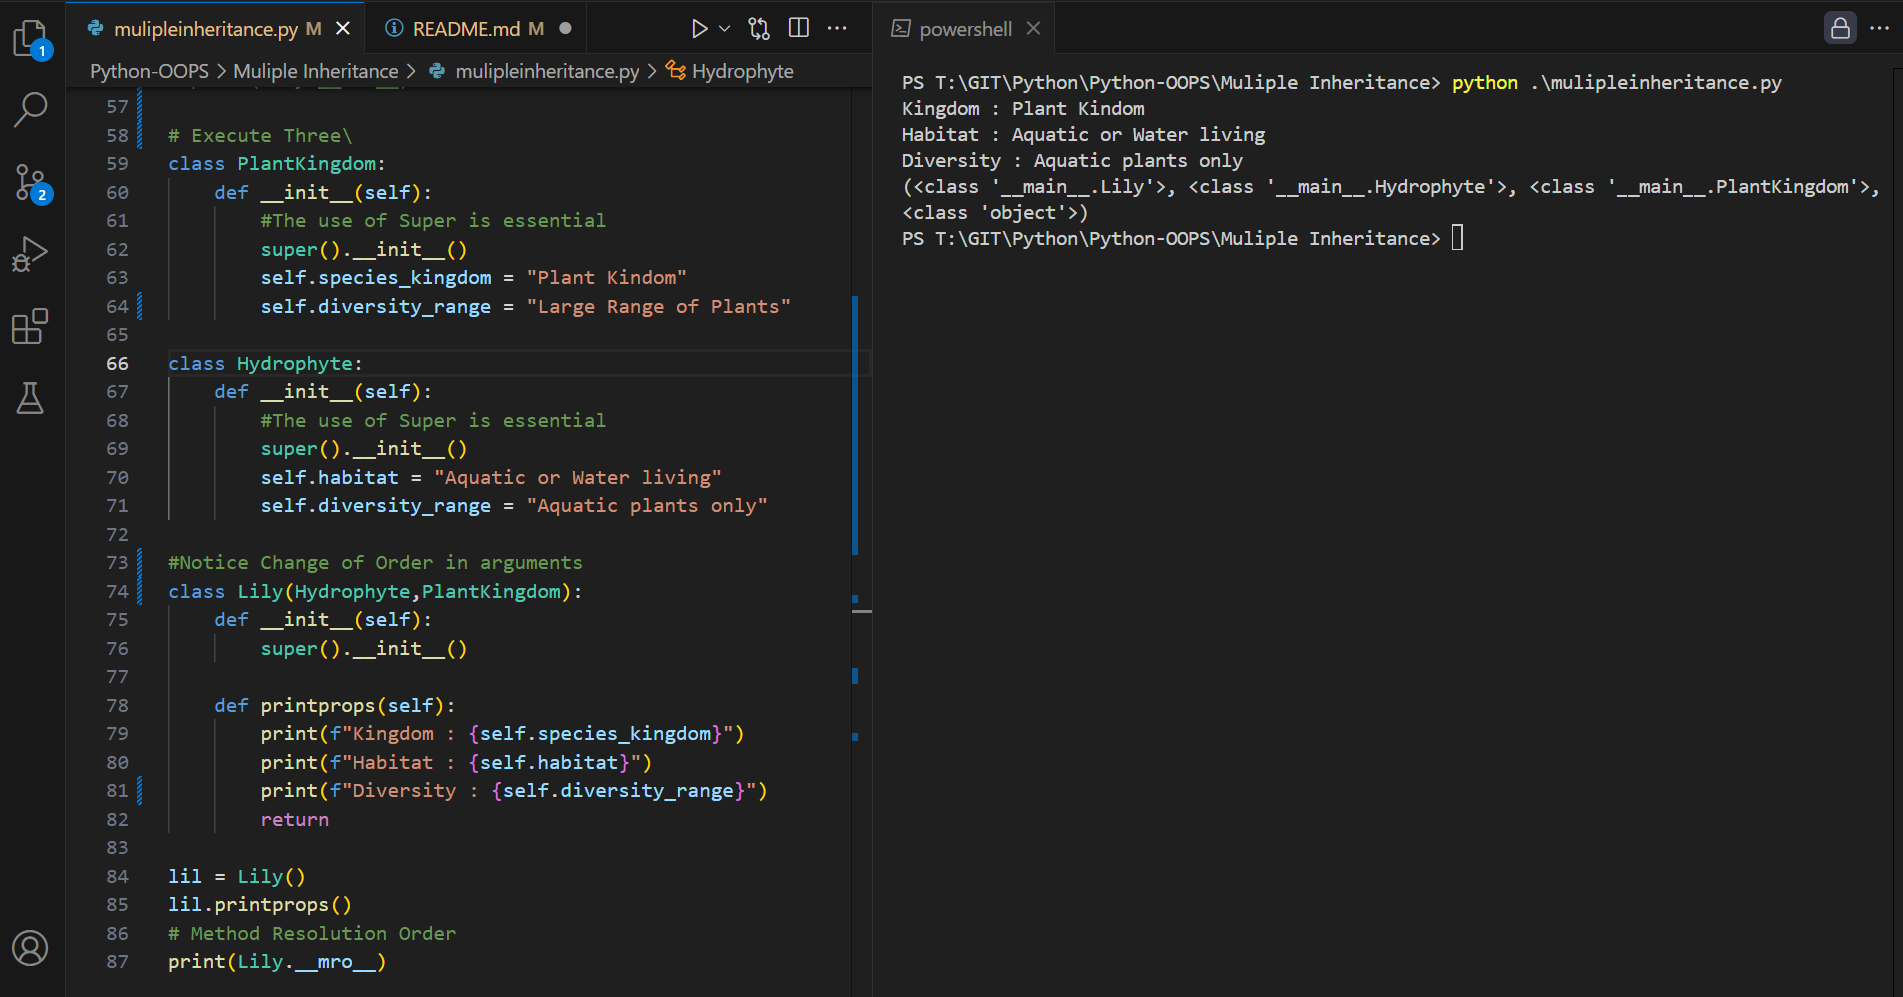 mulipleinheritance.py M
README.md M
powershell
1
2
Python-OOPS > Muliple Inheritance > mulipleinheritance.py > Hydrophyte
57
58 # Execute Three\
59 class PlantKingdom:
60 def __init__(self):
61 #The use of Super is essential
62 super().__init__()
63 self.species_kingdom = "Plant Kindom"
64 self.diversity_range = "Large Range of Plants"
65
66 class Hydrophyte:
67 def __init__(self):
68 #The use of Super is essential
69 super().__init__()
70 self.habitat = "Aquatic or Water living"
71 self.diversity_range = "Aquatic plants only"
72
73 #Notice Change of Order in arguments
74 class Lily(Hydrophyte,PlantKingdom):
75 def __init__(self):
76 super().__init__()
77
78 def printprops(self):
79 print(f"Kingdom : {self.species_kingdom}")
80 print(f"Habitat : {self.habitat}")
81 print(f"Diversity : {self.diversity_range}")
82 return
83
84 lil = Lily()
85 lil.printprops()
86 # Method Resolution Order
87 print(Lily.__mro__)
PS T:\GIT\Python\Python-OOPS\Muliple Inheritance> python .\mulipleinheritance.py
Kingdom : Plant Kindom
Habitat : Aquatic or Water living
Diversity : Aquatic plants only
(<class '__main__.Lily'>, <class '__main__.Hydrophyte'>, <class '__main__.PlantKingdom'>,
<class 'object'>)
PS T:\GIT\Python\Python-OOPS\Muliple Inheritance>